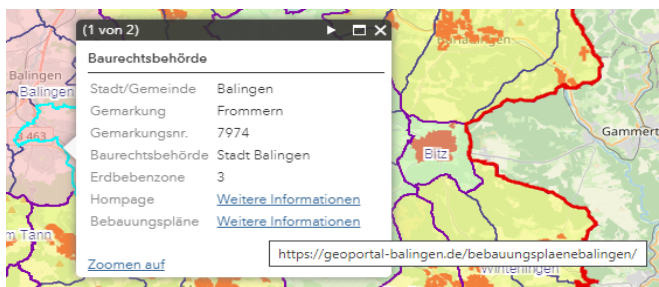 (1 von 2)
Baurechtsbehörde
Stadt/Gemeinde Balingen
Gemarkung Frommern
Gemarkungsnr. 7974
Baurechtsbehörde Stadt Balingen
Erdbebenzone 3
Hompage Weitere Informationen
Bebauungspläne Weitere Informationen
Zoomen auf
https://geoportal-balingen.de/bebauungsplaenebalingen/
Balingen
Balingen
B 463
m Tann
Bitz
Gammert
Winterlingen